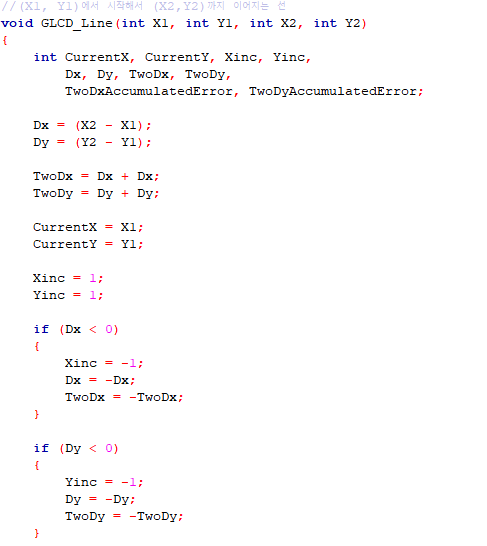 //(X1, Y1)에서 시작해서 (X2,Y2)까지 이어지는 선
void GLCD_Line(int X1, int Y1, int X2, int Y2)
{
    int CurrentX, CurrentY, Xinc, Yinc,
        Dx, Dy, TwoDx, TwoDy,
        TwoDxAccumulatedError, TwoDyAccumulatedError;

    Dx = (X2 - X1);
    Dy = (Y2 - Y1);

    TwoDx = Dx + Dx;
    TwoDy = Dy + Dy;

    CurrentX = X1;
    CurrentY = Y1;

    Xinc = 1;
    Yinc = 1;

    if (Dx < 0)
    {
        Xinc = -1;
        Dx = -Dx;
        TwoDx = -TwoDx;
    }

    if (Dy < 0)
    {
        Yinc = -1;
        Dy = -Dy;
        TwoDy = -TwoDy;
    }